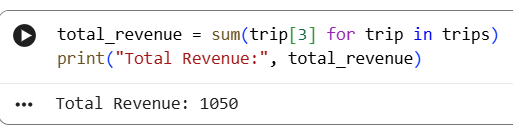 total_revenue = sum(trip[3] for trip in trips)
print("Total Revenue:", total_revenue)
Total Revenue: 1050